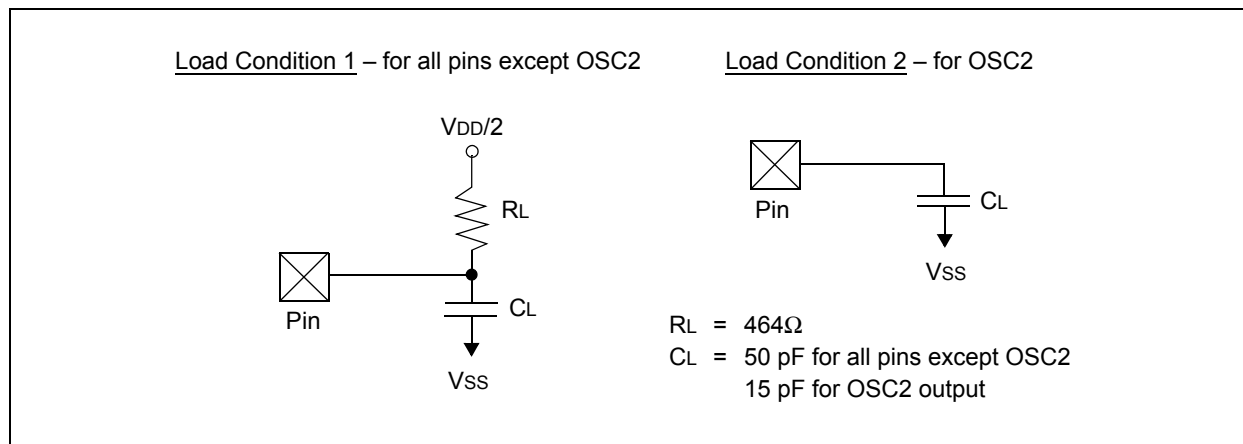 Load Condition 1 – for all pins except OSC2
VDD/2
RL
Pin
CL
VSS
Load Condition 2 – for OSC2
Pin
CL
VSS
RL = 464Ω
CL = 50 pF for all pins except OSC2
15 pF for OSC2 output